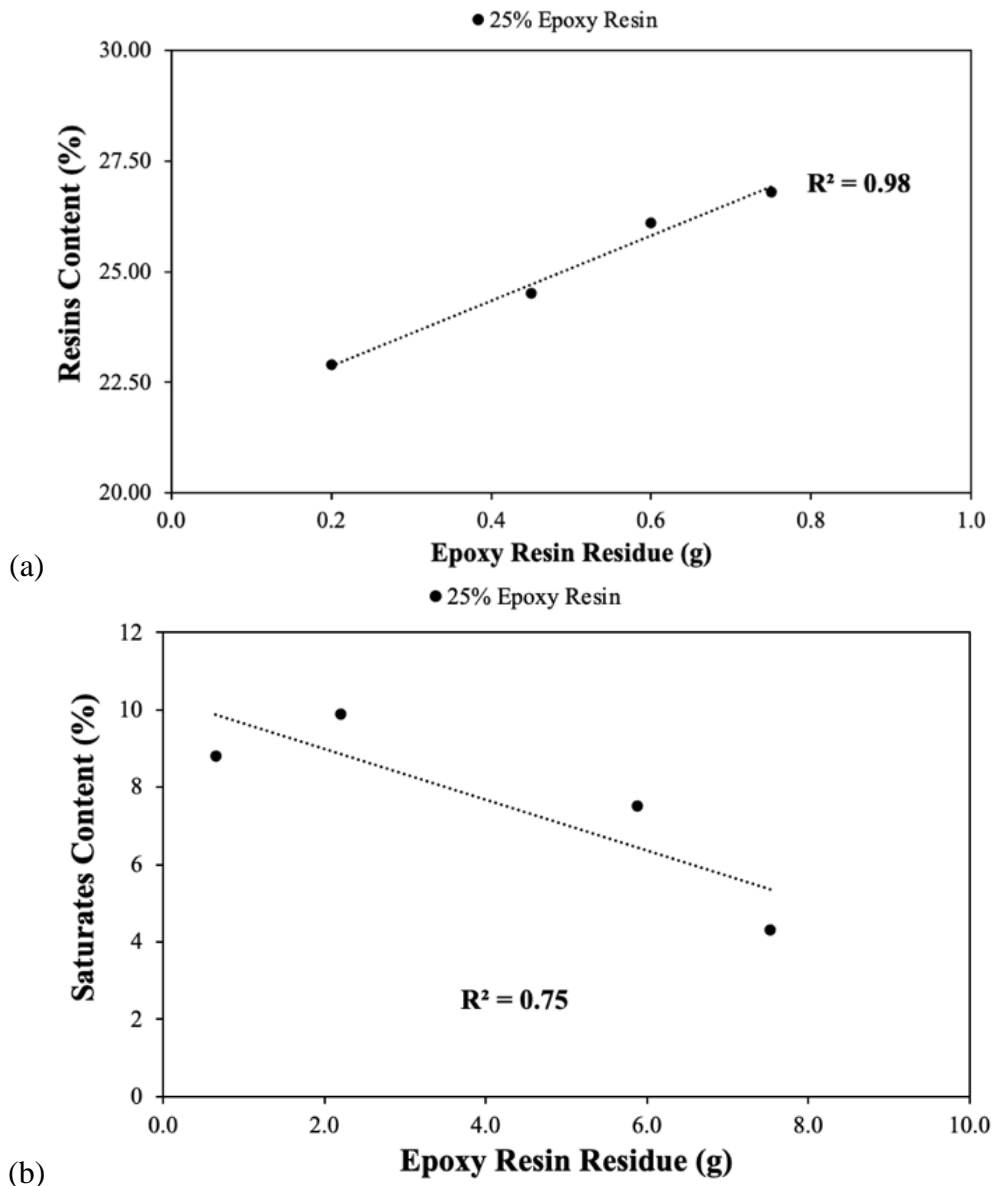 ● 25% Epoxy Resin
30.00
27.50
25.00
22.50
20.00
Resins Content (%)
R² = 0.98
0.0 0.2 0.4 0.6 0.8 1.0
Epoxy Resin Residue (g)
(a)
● 25% Epoxy Resin
12
10
8
6
4
2
0
Saturates Content (%)
R² = 0.75
0.0 2.0 4.0 6.0 8.0 10.0
Epoxy Resin Residue (g)
(b)